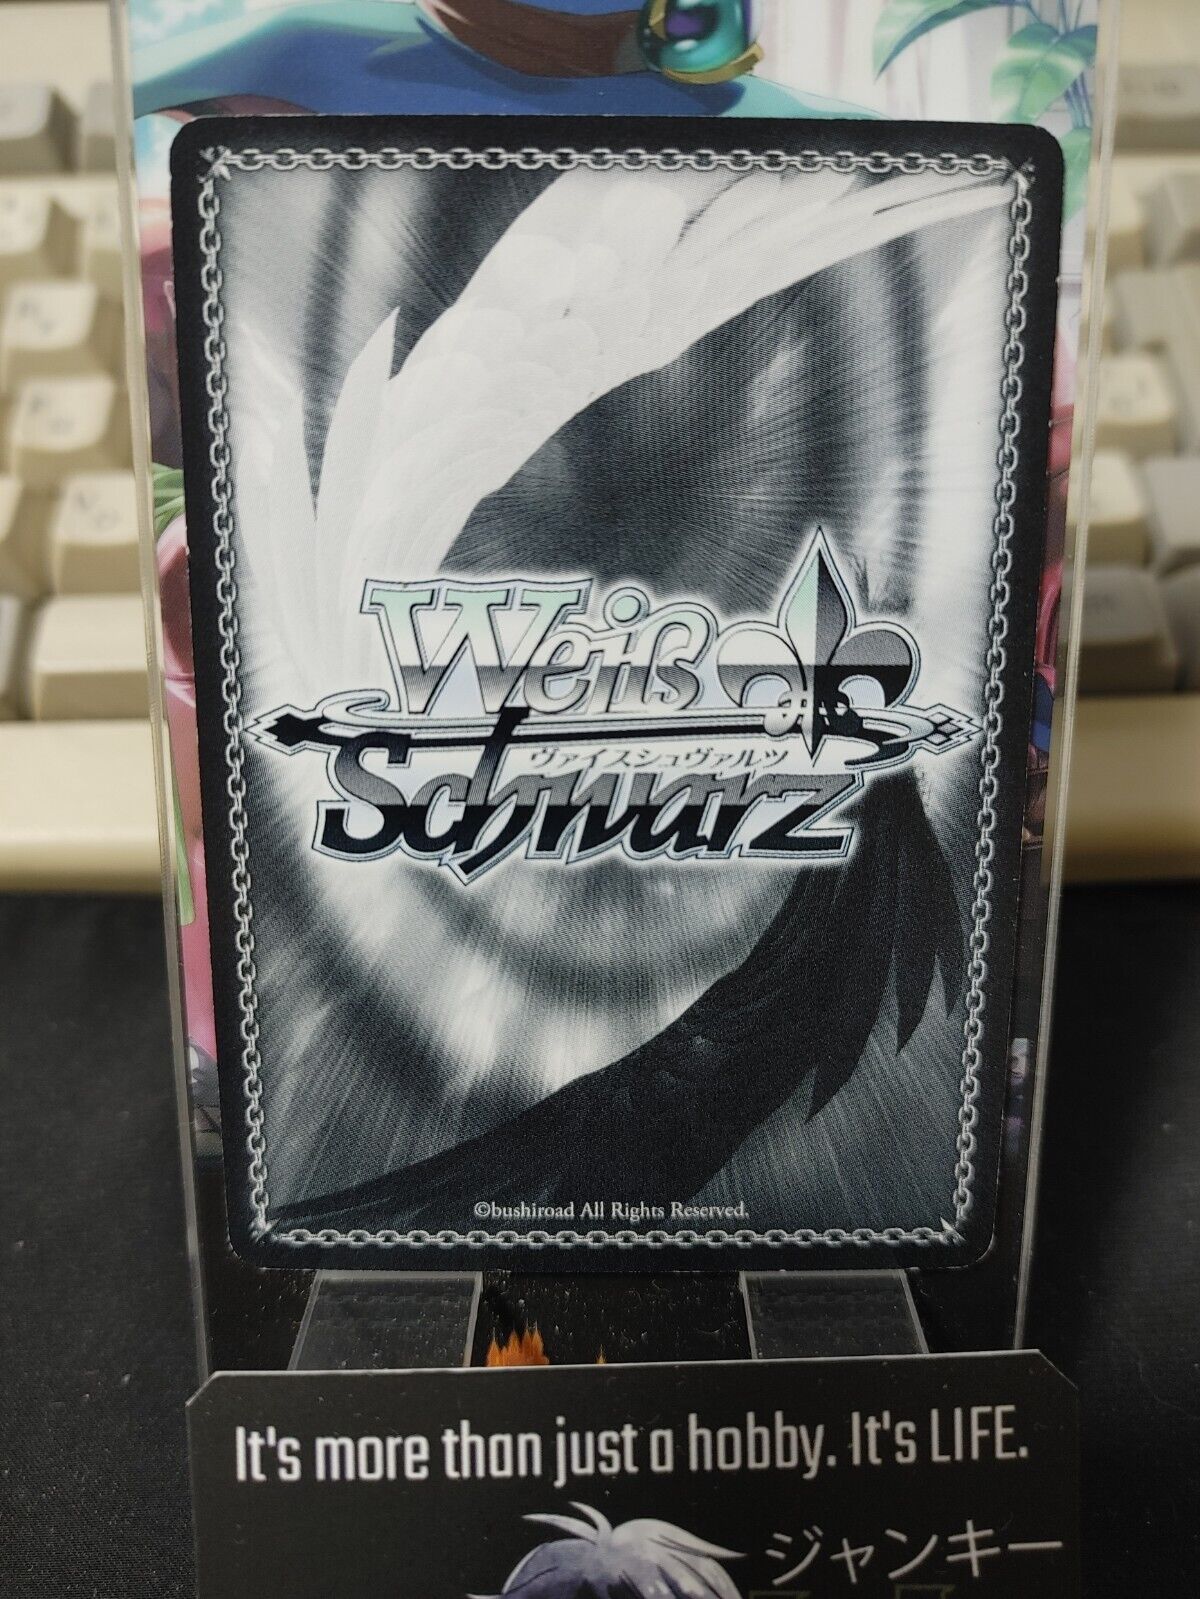 Weiß
ヴァイスシュヴァルツ
Schwarz
©bushiroad All Rights Reserved.
It's more than just a hobby. It's LIFE.
ジャンキー